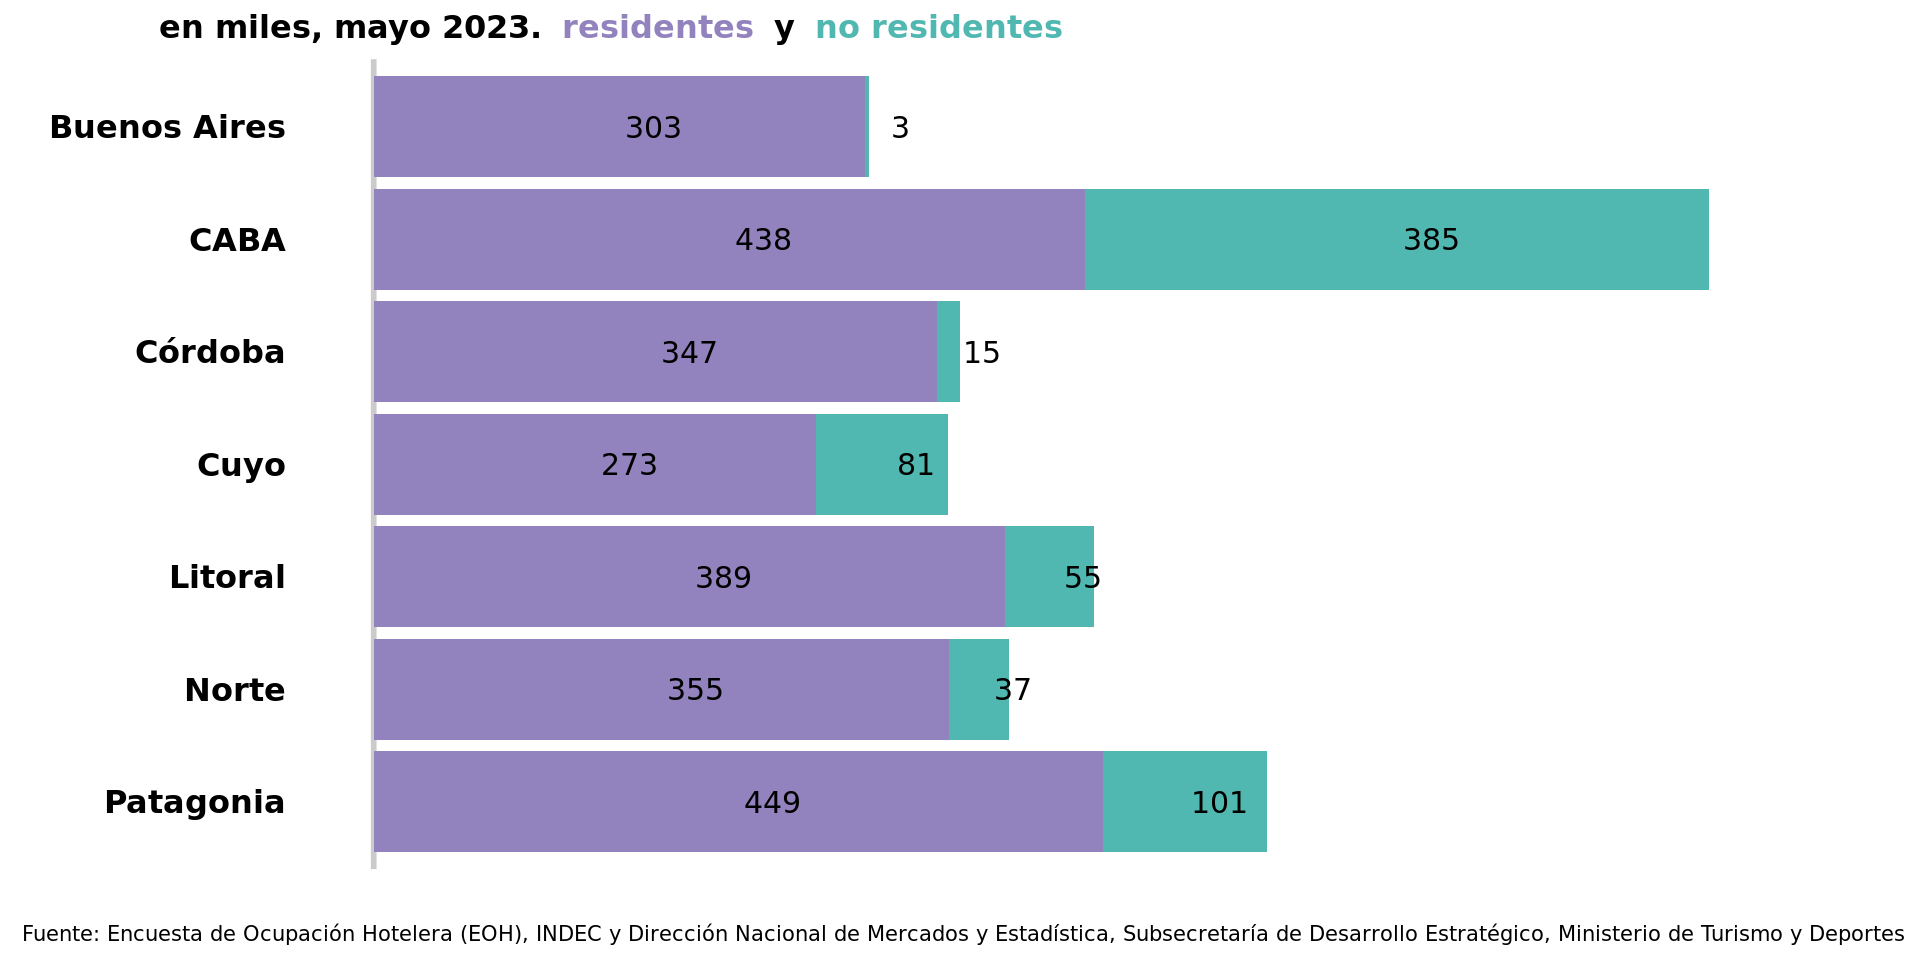 en miles, mayo 2023. residentes y no residentes
Buenos Aires 303 3
CABA 438 385
Córdoba 347 15
Cuyo 273 81
Litoral 389 55
Norte 355 37
Patagonia 449 101
Fuente: Encuesta de Ocupación Hotelera (EOH), INDEC y Dirección Nacional de Mercados y Estadística, Subsecretaría de Desarrollo Estratégico, Ministerio de Turismo y Deportes